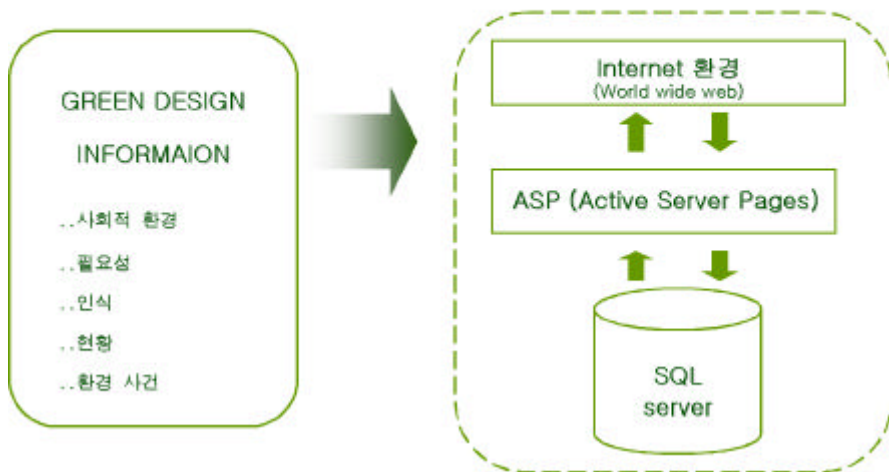 GREEN DESIGN
INFORMAION
..사회적 환경
..필요성
..인식
..현황
..환경 사건
Internet 환경
(World wide web)
ASP (Active Server Pages)
SQL
server